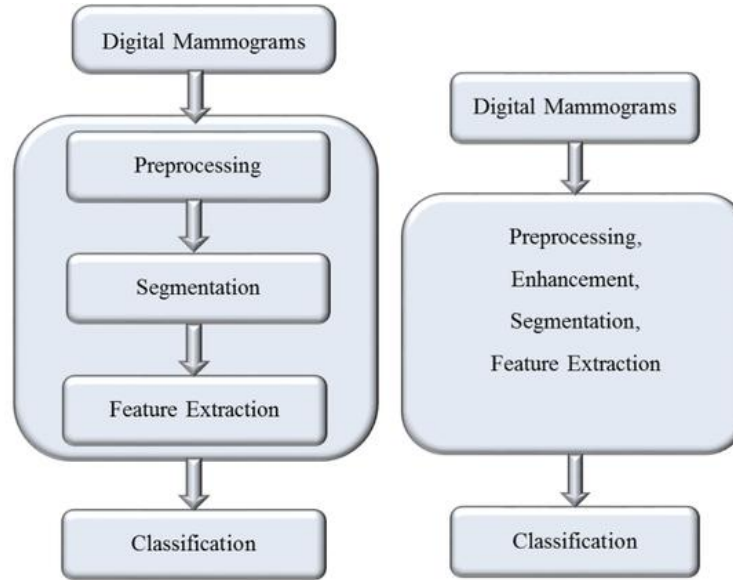 Digital Mammograms
Preprocessing
Segmentation
Feature Extraction
Classification
Digital Mammograms
Preprocessing,
Enhancement,
Segmentation,
Feature Extraction
Classification